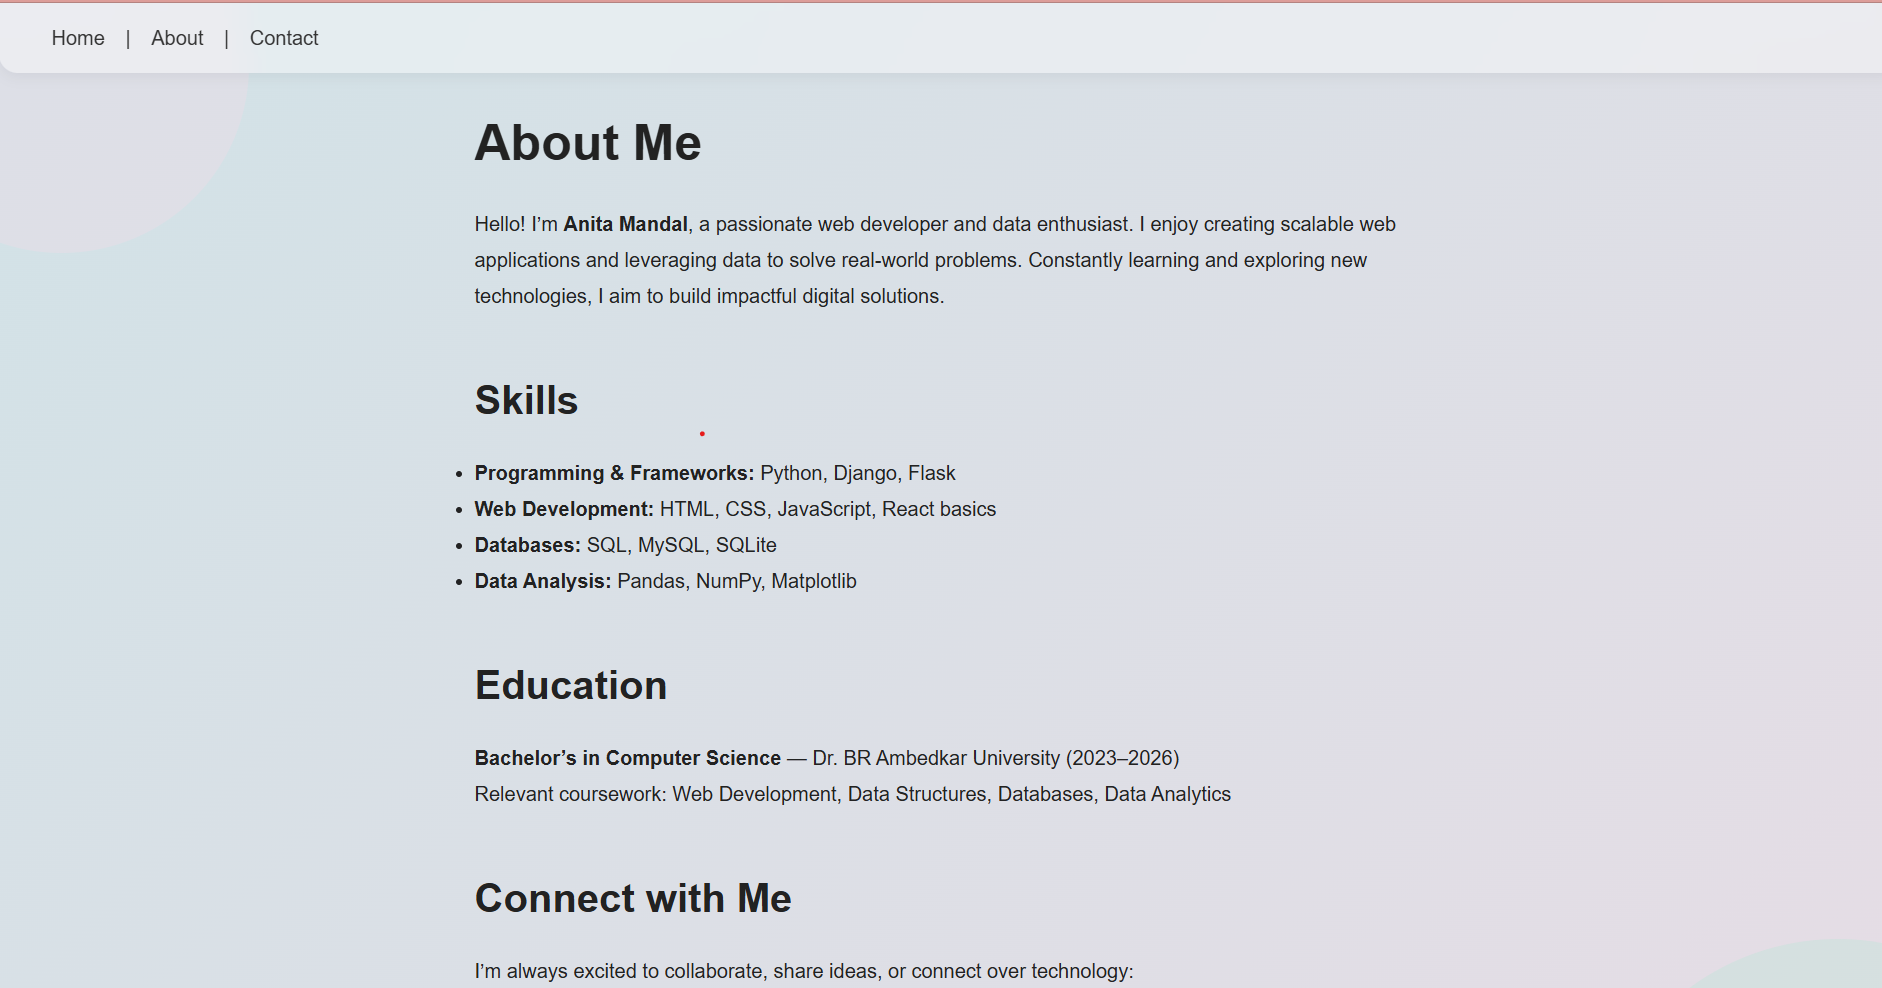 Home | About | Contact
About Me
Hello! I’m Anita Mandal, a passionate web developer and data enthusiast. I enjoy creating scalable web
applications and leveraging data to solve real-world problems. Constantly learning and exploring new
technologies, I aim to build impactful digital solutions.
Skills
• Programming & Frameworks: Python, Django, Flask
• Web Development: HTML, CSS, JavaScript, React basics
• Databases: SQL, MySQL, SQLite
• Data Analysis: Pandas, NumPy, Matplotlib
Education
Bachelor’s in Computer Science — Dr. BR Ambedkar University (2023–2026)
Relevant coursework: Web Development, Data Structures, Databases, Data Analytics
Connect with Me
I’m always excited to collaborate, share ideas, or connect over technology: